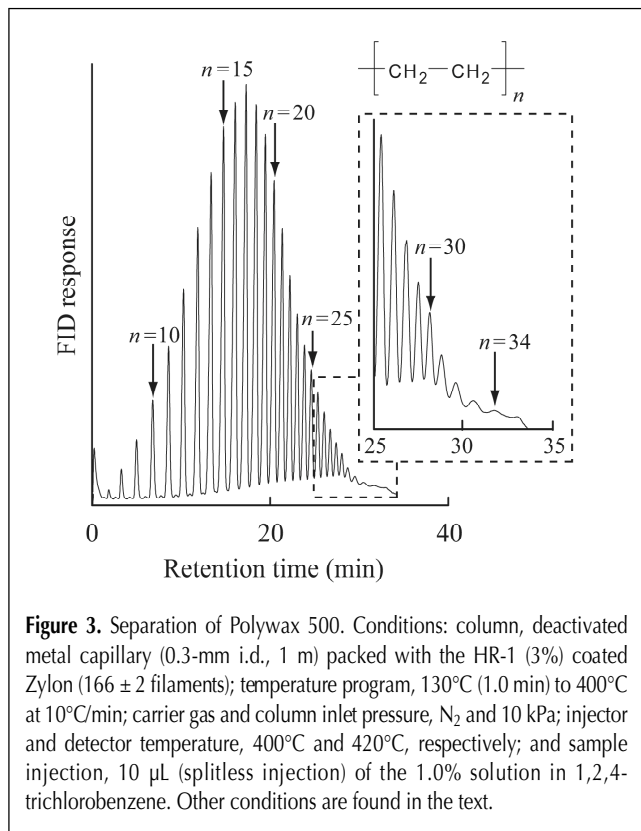 CH₂—CH₂
n
n=15
n=20
n=10
n=25
n=30
n=34
FID response
25 30 35
0 20 40
Retention time (min)
Figure 3. Separation of Polywax 500. Conditions: column, deactivated
metal capillary (0.3-mm i.d., 1 m) packed with the HR-1 (3%) coated
Zylon (166 ± 2 filaments); temperature program, 130°C (1.0 min) to 400°C
at 10°C/min; carrier gas and column inlet pressure, N₂ and 10 kPa; injector
and detector temperature, 400°C and 420°C, respectively; and sample
injection, 10 µL (splitless injection) of the 1.0% solution in 1,2,4-
trichlorobenzene. Other conditions are found in the text.